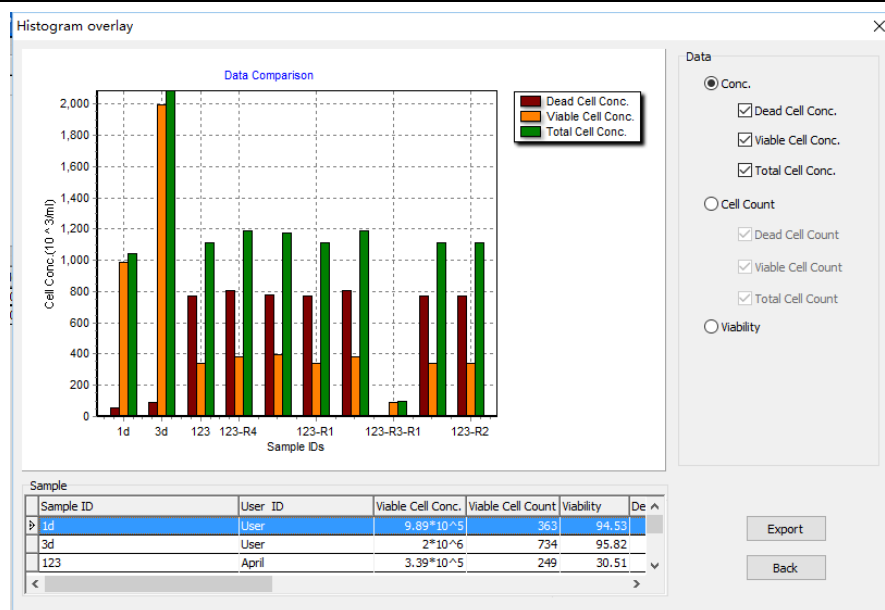 Histogram overlay
Data Comparison
2,000
1,800
1,600
1,400
1,200
1,000
800
600
400
200
0
Cell Conc.(10 ^ 3/ml)
1d 3d 123 123-R4 123-R1 123-R3-R1 123-R2
Sample IDs
Dead Cell Conc.
Viable Cell Conc.
Total Cell Conc.
Data
Conc.
Dead Cell Conc.
Viable Cell Conc.
Total Cell Conc.
Cell Count
Dead Cell Count
Viable Cell Count
Total Cell Count
Viability
Sample
Sample ID User ID Viable Cell Conc. Viable Cell Count Viability De
1d User 9.89*10^5 363 94.53
3d User 2*10^6 734 95.82
123 April 3.39*10^5 249 30.51
Export
Back